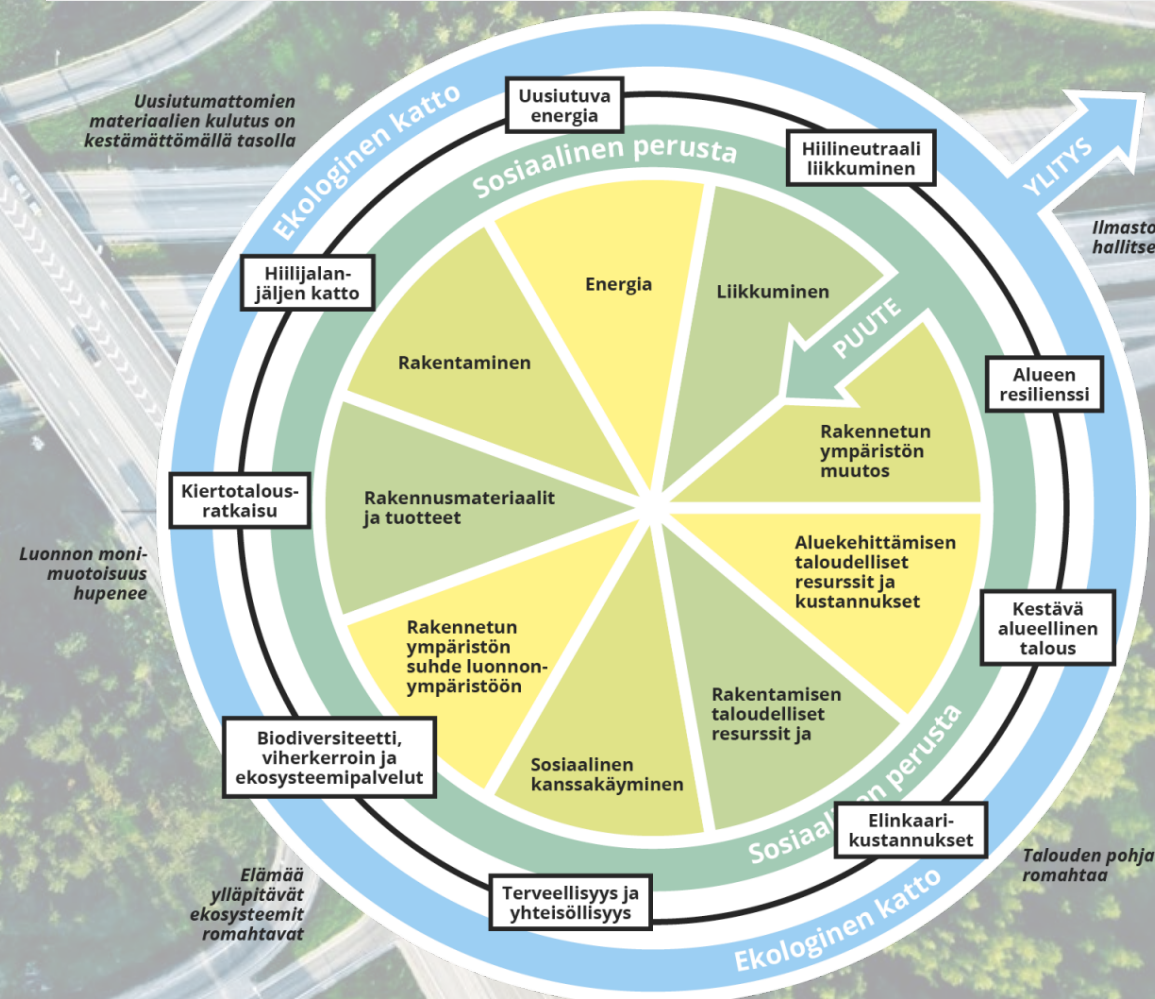 Uusiutumattomien
materiaalien kulutus on
kestämättömällä tasolla
Ekologinen katto
Uusiutuva
energia
Sosiaalinen perusta
Hiilineutraali
liikkuminen
YLITYS
Ilmasto
hallitse
Hiilijalan-
jäljen katto
Energia
Liikkuminen
PUUTE
Rakentaminen
Alueen
resilienssi
Rakennetun
ympäristön
muutos
Kiertotalous-
ratkaisu
Rakennusmateriaalit
ja tuotteet
Luonnon moni-
muotoisuus
hupenee
Aluekehittämisen
taloudelliset
resurssit ja
kustannukset
Kestävä
alueellinen
talous
Rakennetun
ympäristön
suhde luonnon-
ympäristöön
Rakentamisen
taloudelliset
resurssit ja
Biodiversiteetti,
viherkerroin ja
ekosysteemipalvelut
Sosiaalinen
kanssakäyminen
Sosiaalinen perusta
Elinkaari-
kustannukset
Talouden pohja
romahtaa
Elämää
ylläpitävät
ekosysteemit
romahtavat
Terveellisyys ja
yhteisöllisyys
Ekologinen katto